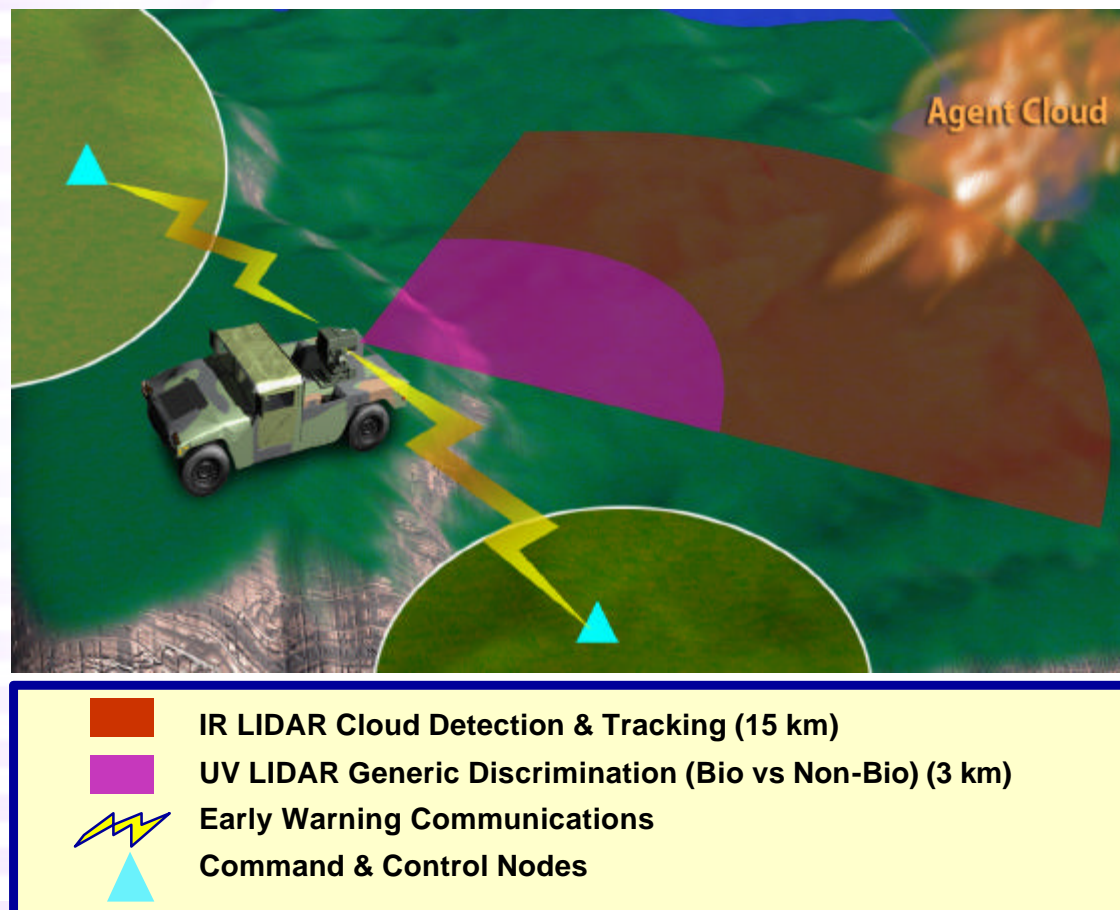 Agent Cloud
IR LIDAR Cloud Detection & Tracking (15 km)
UV LIDAR Generic Discrimination (Bio vs Non-Bio) (3 km)
Early Warning Communications
Command & Control Nodes